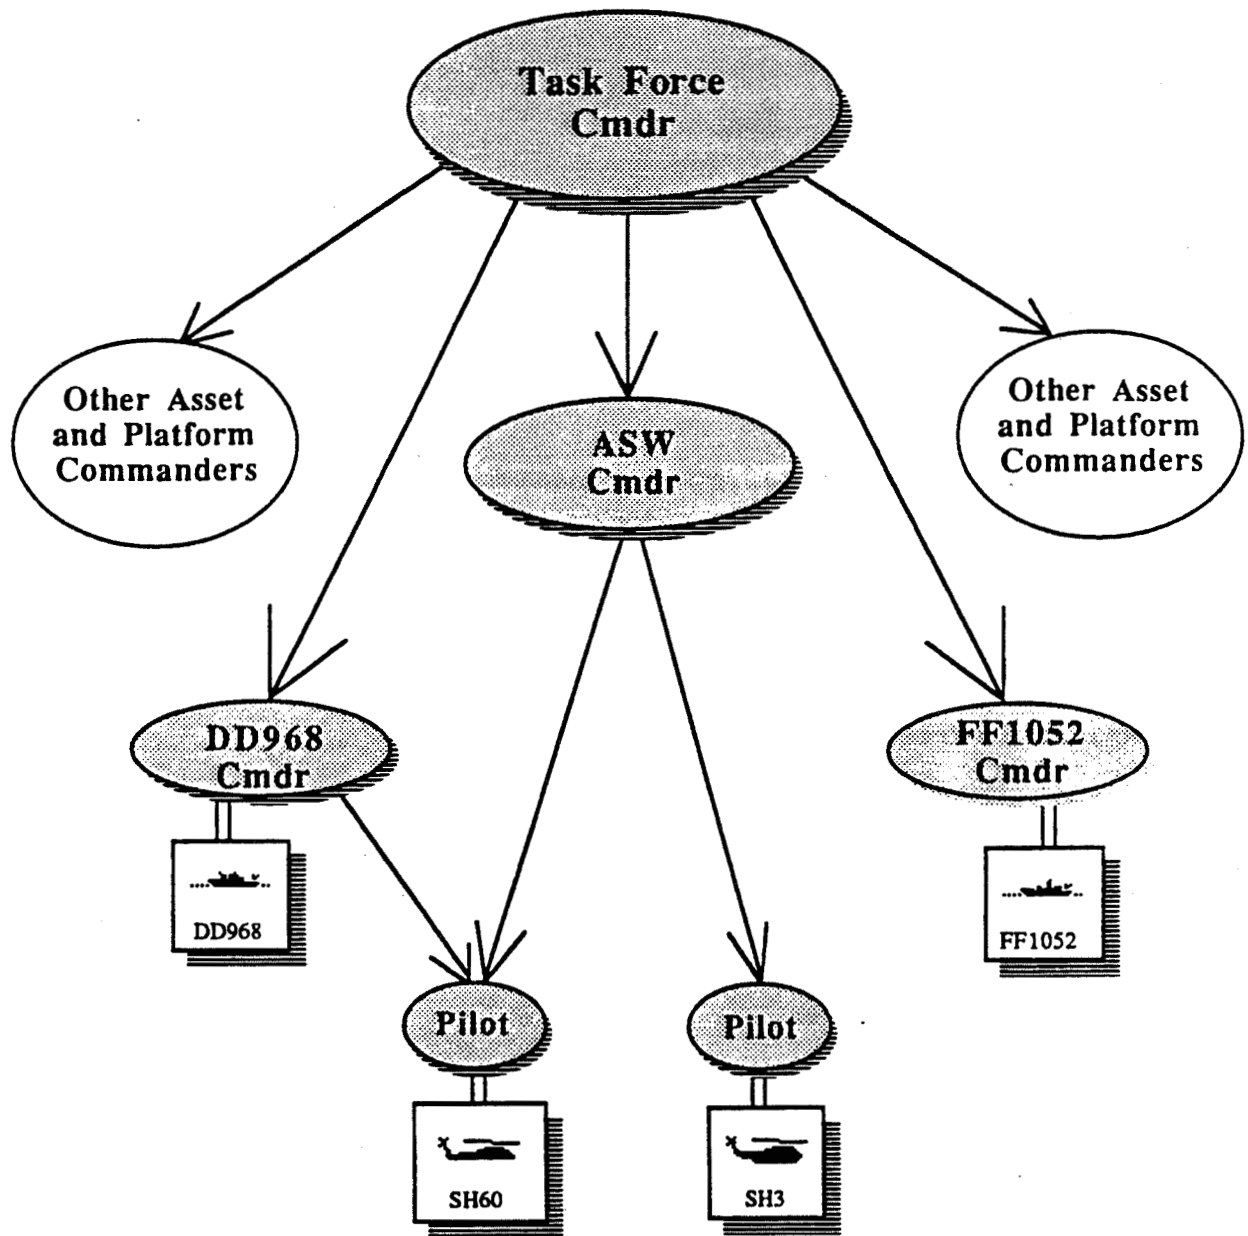 Task Force
Cmdr
Other Asset
and Platform
Commanders
Other Asset
and Platform
Commanders
ASW
Cmdr
DD968
Cmdr
FF1052
Cmdr
DD968
FF1052
Pilot
Pilot
SH60
SH3